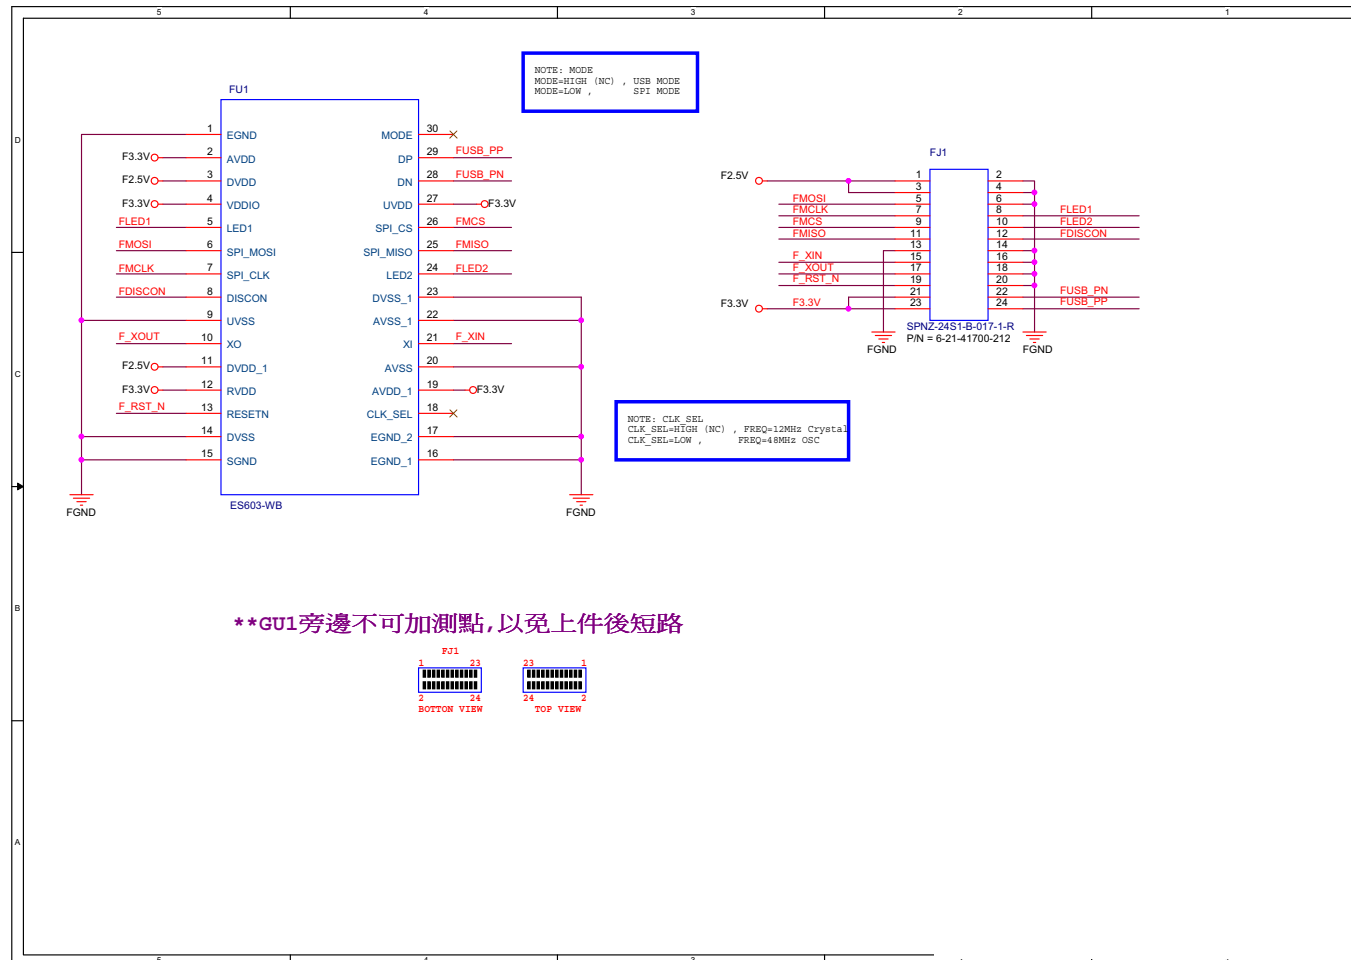 5 4 3 2 1
NOTE: MODE
MODE=HIGH (NC) , USB MODE
MODE=LOW , SPI MODE
FU1
1 EGND MODE 30
F3.3V 2 AVDD DP 29 FUSB_PP
F2.5V 3 DVDD DN 28 FUSB_PN
F3.3V 4 VDDIO UVDD 27 F3.3V
FLED1 5 LED1 SPI_CS 26 FMCS
FMOSI 6 SPI_MOSI SPI_MISO 25 FMISO
FMCLK 7 SPI_CLK LED2 24 FLED2
FDISCON 8 DISCON DVSS_1 23
9 UVSS AVSS_1 22
F_XOUT 10 XO XI 21 F_XIN
F2.5V 11 DVDD_1 AVSS 20
F3.3V 12 RVDD AVDD_1 19 F3.3V
F_RST_N 13 RESETN CLK_SEL 18
14 DVSS EGND_2 17
15 SGND EGND_1 16
FGND FGND
ES603-WB
D
C
B
A
FJ1
F2.5V 1 2
3 4
FMOSI 5 6
FMCLK 7 8 FLED1
FMCS 9 10 FLED2
FMISO 11 12 FDISCON
13 14
F_XIN 15 16
F_XOUT 17 18
F_RST_N 19 20
21 22 FUSB_PN
F3.3V F3.3V 23 24 FUSB_PP
SPNZ-24S1-B-017-1-R
P/N = 6-21-41700-212
FGND FGND
NOTE: CLK_SEL
CLK_SEL=HIGH (NC) , FREQ=12MHz Crystal
CLK_SEL=LOW , FREQ=48MHz OSC
**GU1旁邊不可加測點,以免上件後短路
FJ1
1 23 23 1
2 24 24 2
BOTTON VIEW TOP VIEW